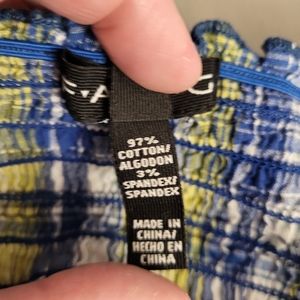 97%
COTTON/
ALGODON
3%
SPANDEX/
SPANDEX
MADE IN
CHINA/
HECHO EN
CHINA